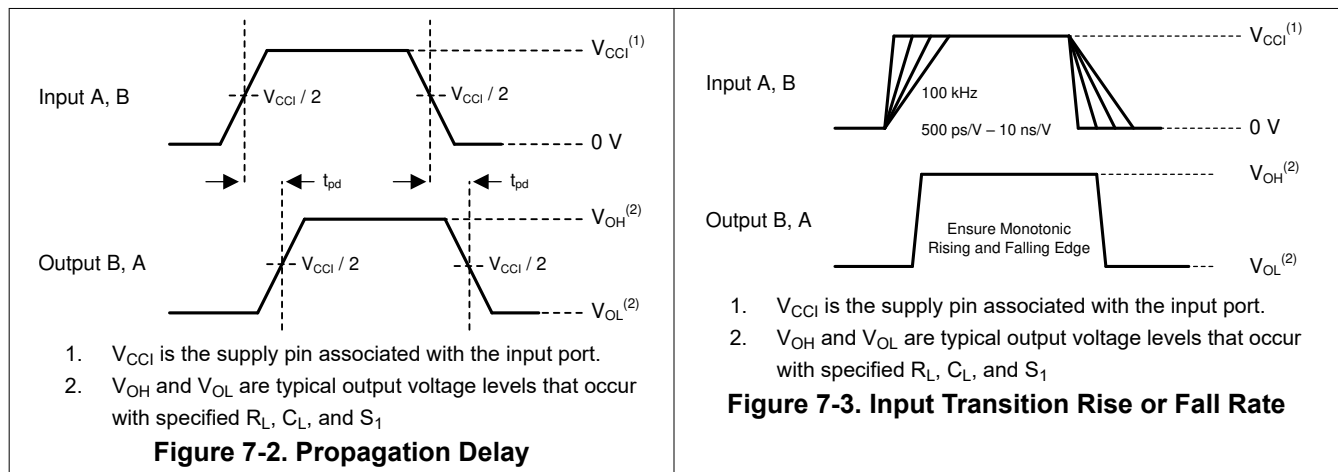 V_CCI^(1)
Input A, B
V_CCI / 2
V_CCI / 2
0 V
t_pd
t_pd
V_OH^(2)
Output B, A
V_CCI / 2
V_CCI / 2
V_OL^(2)
1. V_CCI is the supply pin associated with the input port.
2. V_OH and V_OL are typical output voltage levels that occur
with specified R_L, C_L, and S_1
Figure 7-2. Propagation Delay
V_CCI^(1)
Input A, B
100 kHz
500 ps/V – 10 ns/V
0 V
V_OH^(2)
Output B, A
Ensure Monotonic
Rising and Falling Edge
V_OL^(2)
1. V_CCI is the supply pin associated with the input port.
2. V_OH and V_OL are typical output voltage levels that occur
with specified R_L, C_L, and S_1
Figure 7-3. Input Transition Rise or Fall Rate